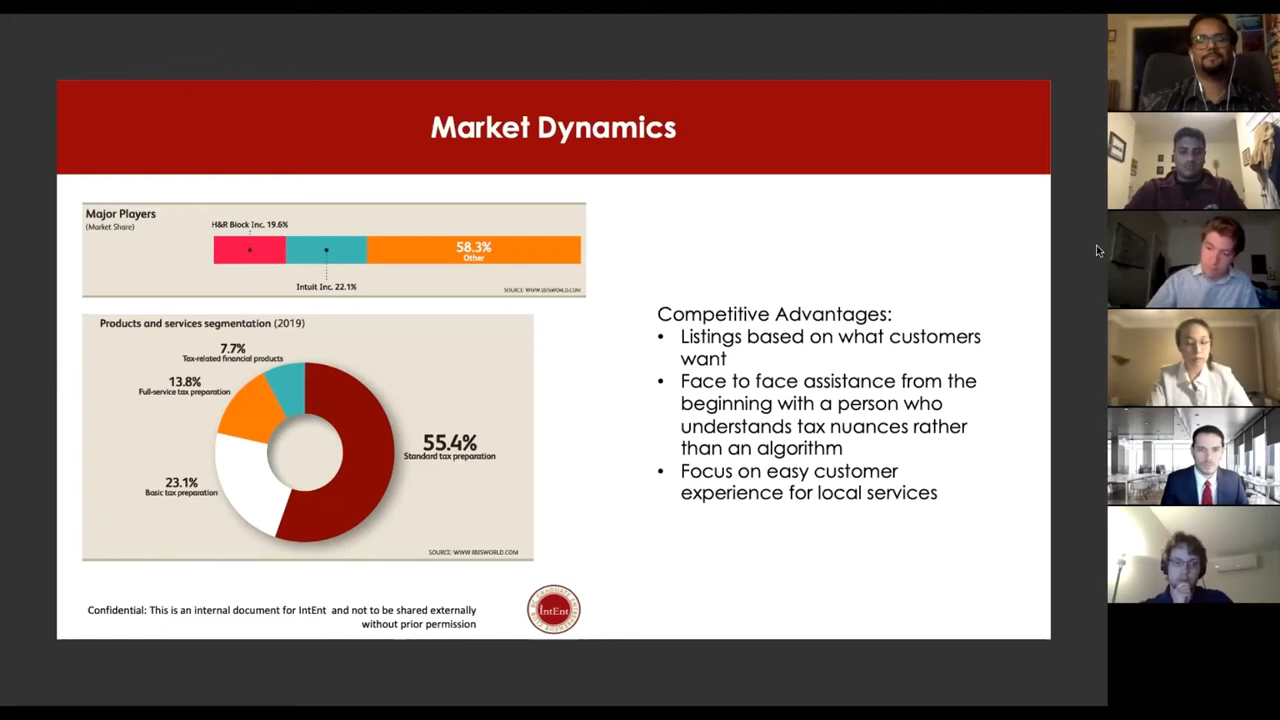 Market Dynamics
Major Players
(Market Share)
H&R Block Inc. 19.6%
58.3%
Other
Intuit Inc. 22.1%
SOURCE: WWW.IBISWORLD.COM
Products and services segmentation (2019)
7.7%
Tax-related financial products
13.8%
Full-service tax preparation
55.4%
Standard tax preparation
23.1%
Basic tax preparation
SOURCE: WWW.IBISWORLD.COM
Competitive Advantages:
• Listings based on what customers
want
• Face to face assistance from the
beginning with a person who
understands tax nuances rather
than an algorithm
• Focus on easy customer
experience for local services
Confidential: This is an internal document for IntEnt and not to be shared externally
without prior permission
IntEnt